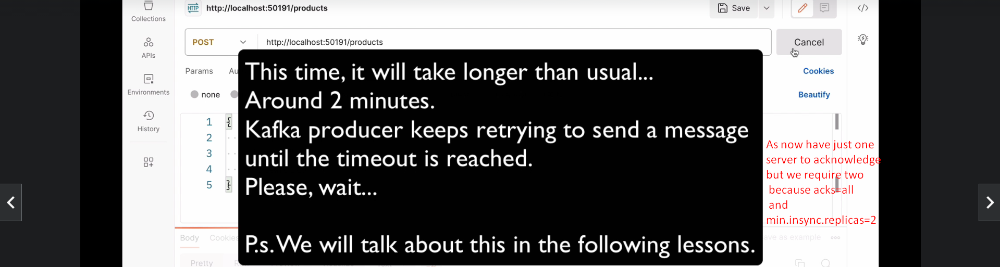 Collections
HTTP http://localhost:50191/products
Save
</>
POST
http://localhost:50191/products
Cancel
APIs
Params
Au
Cookies
Environments
none
Beautify
History
1 {
2
3
4
5 }
This time, it will take longer than usual...
Around 2 minutes.
Kafka producer keeps retrying to send a message
until the timeout is reached.
Please, wait...
P.s. We will talk about this in the following lessons.
As now have just one
server to acknowledge
but we require two
because acks=all
and
min.insync.replicas=2
Body Cookies
ave as example
Pretty